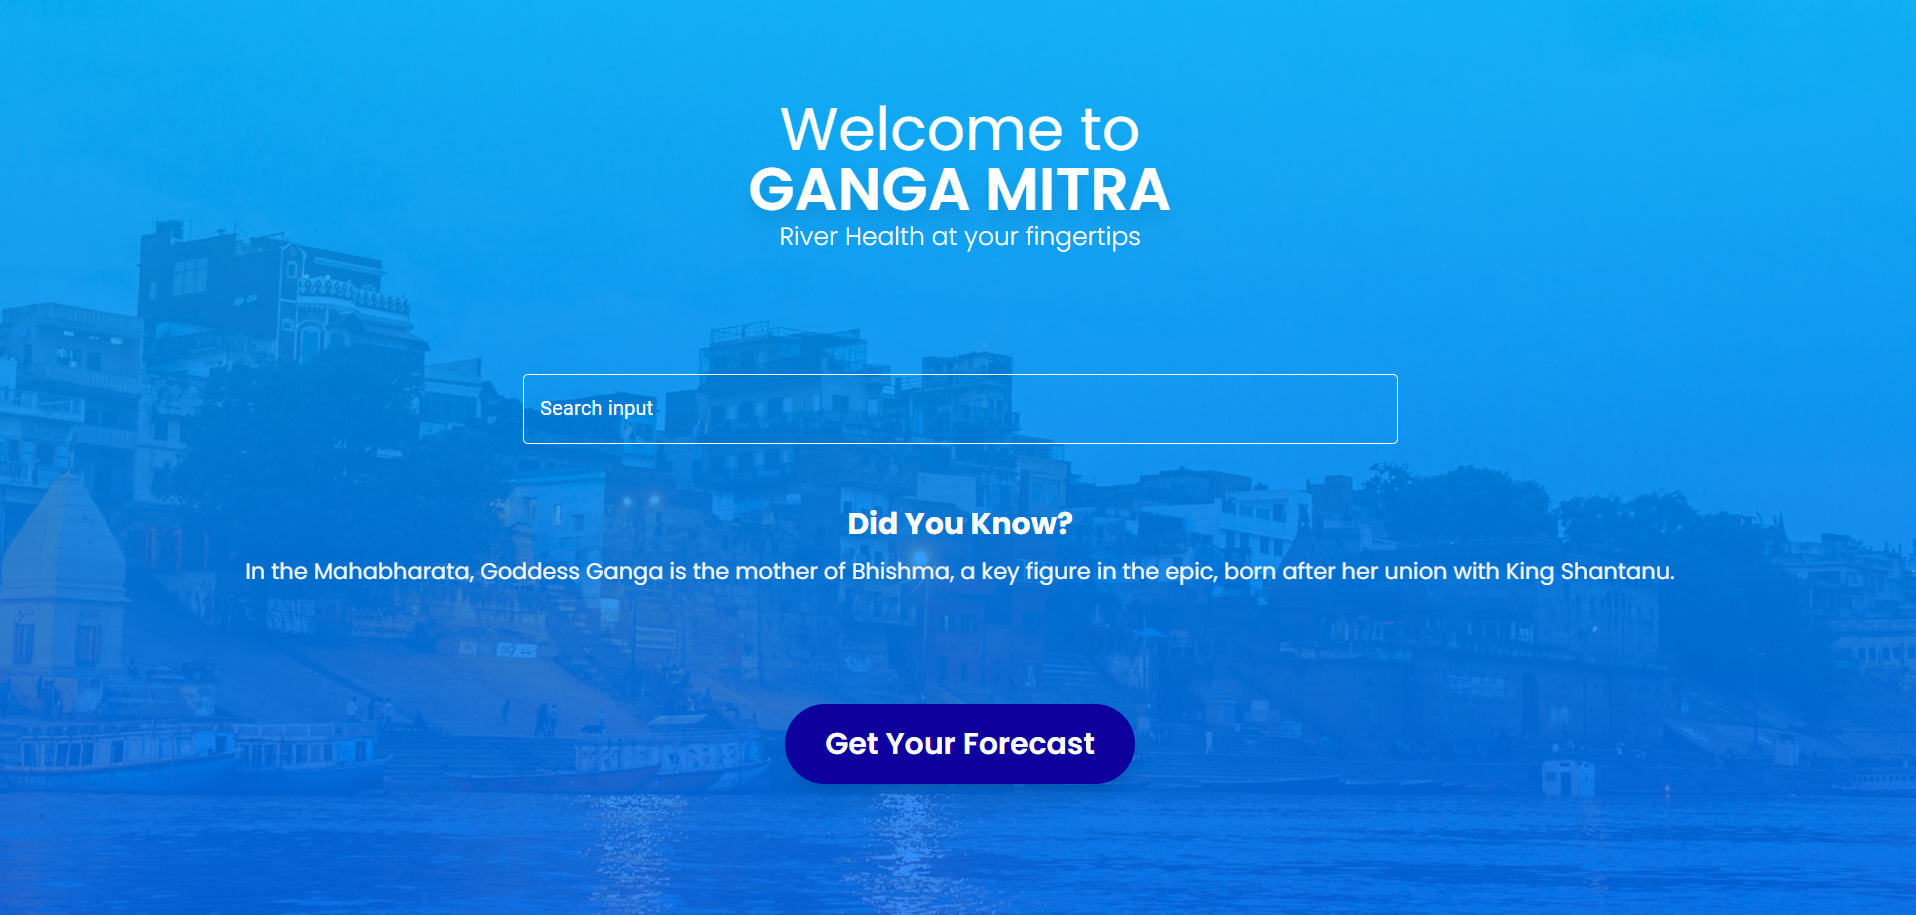 Welcome to
GANGA MITRA
River Health at your fingertips
Search input
Did You Know?
In the Mahabharata, Goddess Ganga is the mother of Bhishma, a key figure in the epic, born after her union with King Shantanu.
Get Your Forecast